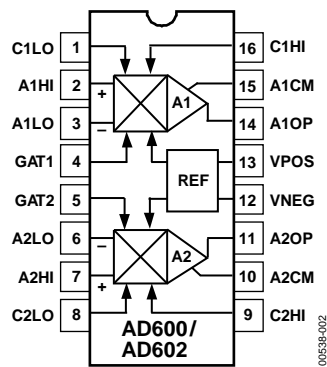 C1LO 1 16 C1HI
A1HI 2 + A1 15 A1CM
A1LO 3 – 14 A1OP
GAT1 4 13 VPOS
REF
GAT2 5 12 VNEG
A2LO 6 – 11 A2OP
A2
A2HI 7 + 10 A2CM
C2LO 8 9 C2HI
AD600/
AD602
00538-002